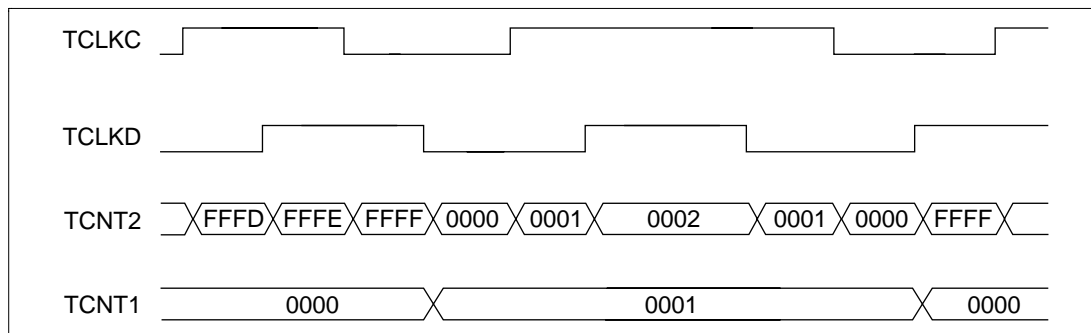 TCLKC
TCLKD
TCNT2 FFFD FFFE FFFF 0000 0001 0002 0001 0000 FFFF
TCNT1 0000 0001 0000